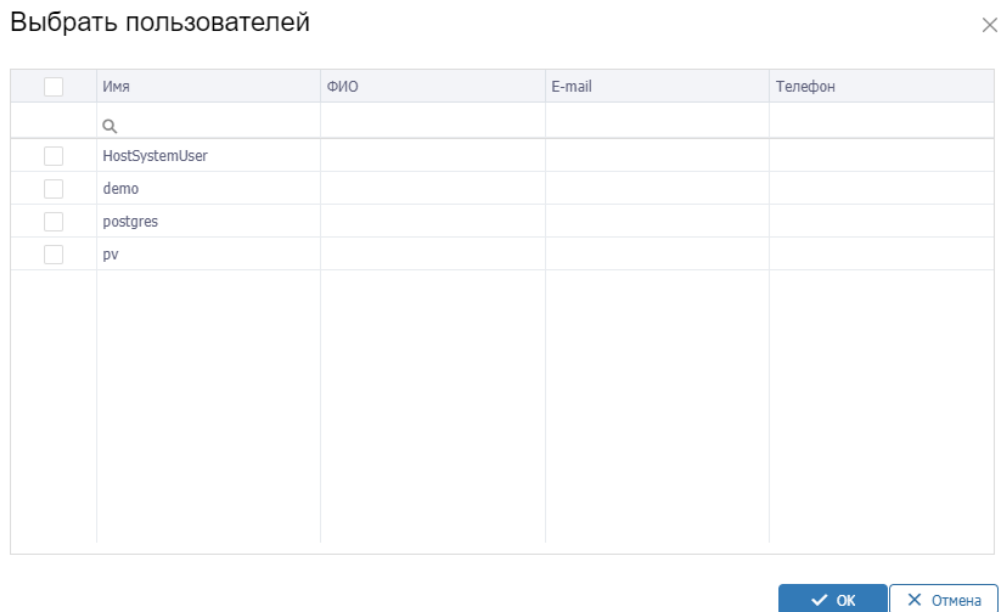 Выбрать пользователей
Имя ФИО E-mail Телефон
HostSystemUser
demo
postgres
pv
OK Отмена